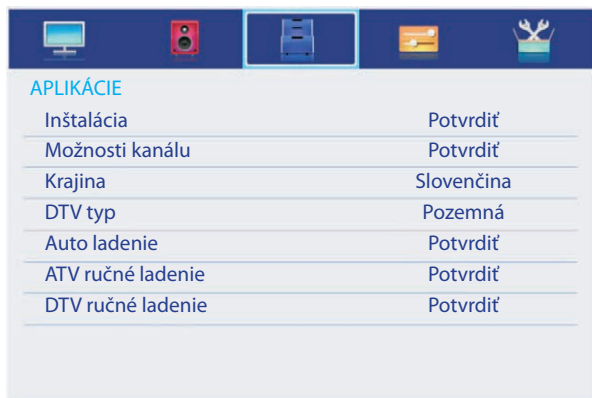 APLIKÁCIE
Inštalácia Potvrdiť
Možnosti kanálu Potvrdiť
Krajina Slovenčina
DTV typ Pozemná
Auto ladenie Potvrdiť
ATV ručné ladenie Potvrdiť
DTV ručné ladenie Potvrdiť